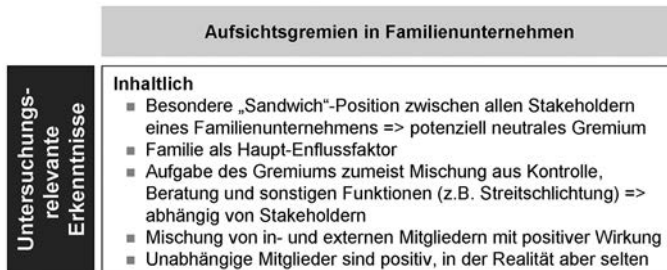 Aufsichtsgremien in Familienunternehmen
Untersuchungs-
relevante
Erkenntnisse
Inhaltlich
■ Besondere „Sandwich“-Position zwischen allen Stakeholdern
eines Familienunternehmens => potenziell neutrales Gremium
■ Familie als Haupt-Enflussfaktor
■ Aufgabe des Gremiums zumeist Mischung aus Kontrolle,
Beratung und sonstigen Funktionen (z.B. Streitschlichtung) =>
abhängig von Stakeholdern
■ Mischung von in- und externen Mitgliedern mit positiver Wirkung
■ Unabhängige Mitglieder sind positiv, in der Realität aber selten